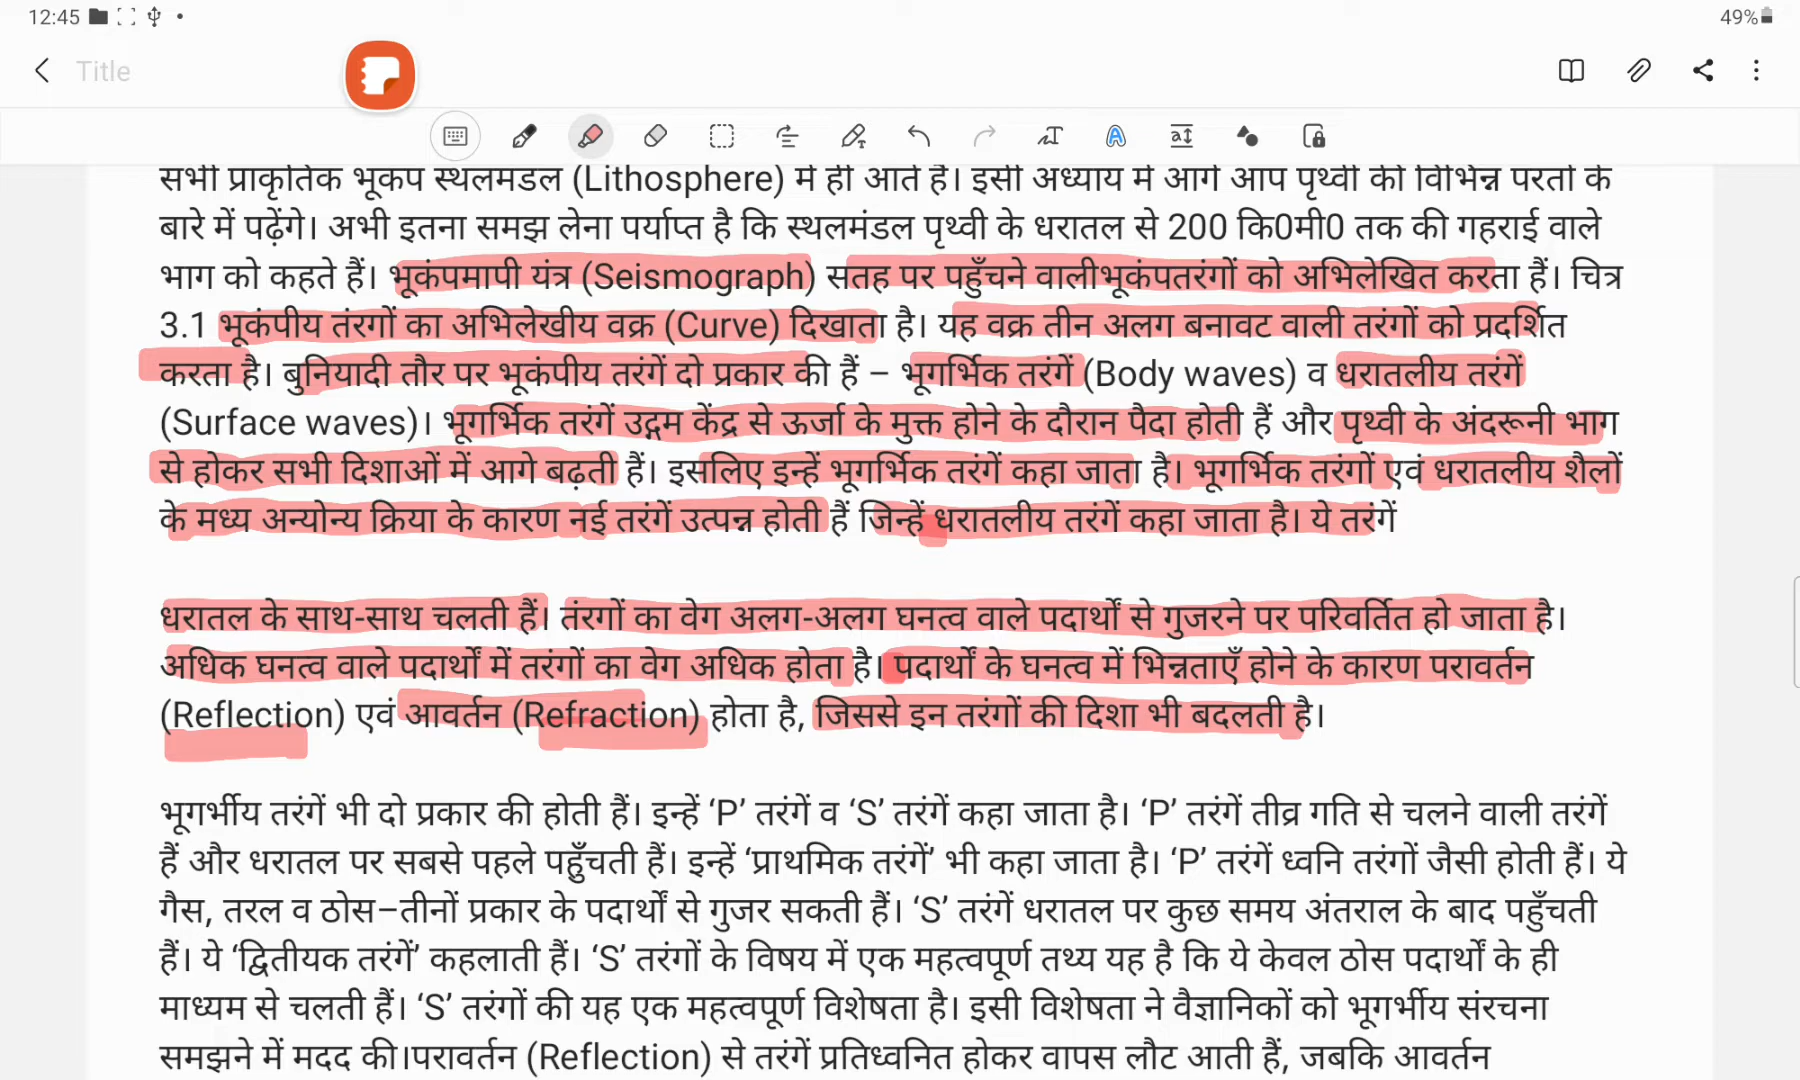 12:45
49%
Title
सभी प्राकृतिक भूकंप स्थलमंडल (Lithosphere) में ही आते हैं। इसी अध्याय में आगे आप पृथ्वी की विभिन्न परतों के
बारे में पढ़ेंगे। अभी इतना समझ लेना पर्याप्त है कि स्थलमंडल पृथ्वी के धरातल से 200 कि0मी0 तक की गहराई वाले
भाग को कहते हैं। भूकंपमापी यंत्र (Seismograph) सतह पर पहुँचने वालीभूकंपतरंगों को अभिलेखित करता हैं। चित्र
3.1 भूकंपीय तंरगों का अभिलेखीय वक्र (Curve) दिखाता है। यह वक्र तीन अलग बनावट वाली तरंगों को प्रदर्शित
करता है। बुनियादी तौर पर भूकंपीय तरंगें दो प्रकार की हैं – भूगर्भिक तरंगें (Body waves) व धरातलीय तरंगें
(Surface waves)। भूगर्भिक तरंगें उद्गम केंद्र से ऊर्जा के मुक्त होने के दौरान पैदा होती हैं और पृथ्वी के अंदरूनी भाग
से होकर सभी दिशाओं में आगे बढ़ती हैं। इसलिए इन्हें भूगर्भिक तरंगें कहा जाता है। भूगर्भिक तरंगों एवं धरातलीय शैलों
के मध्य अन्योन्य क्रिया के कारण नई तरंगें उत्पन्न होती हैं जिन्हें धरातलीय तरंगें कहा जाता है। ये तरंगें
धरातल के साथ-साथ चलती हैं। तंरगों का वेग अलग-अलग घनत्व वाले पदार्थों से गुजरने पर परिवर्तित हो जाता है।
अधिक घनत्व वाले पदार्थों में तरंगों का वेग अधिक होता है। पदार्थों के घनत्व में भिन्नताएँ होने के कारण परावर्तन
(Reflection) एवं आवर्तन (Refraction) होता है, जिससे इन तरंगों की दिशा भी बदलती है।
भूगर्भीय तरंगें भी दो प्रकार की होती हैं। इन्हें ‘P’ तरंगें व ‘S’ तरंगें कहा जाता है। ‘P’ तरंगें तीव्र गति से चलने वाली तरंगें
हैं और धरातल पर सबसे पहले पहुँचती हैं। इन्हें ‘प्राथमिक तरंगें’ भी कहा जाता है। ‘P’ तरंगें ध्वनि तरंगों जैसी होती हैं। ये
गैस, तरल व ठोस–तीनों प्रकार के पदार्थों से गुजर सकती हैं। ‘S’ तरंगें धरातल पर कुछ समय अंतराल के बाद पहुँचती
हैं। ये ‘द्वितीयक तरंगें’ कहलाती हैं। ‘S’ तरंगों के विषय में एक महत्वपूर्ण तथ्य यह है कि ये केवल ठोस पदार्थों के ही
माध्यम से चलती हैं। ‘S’ तरंगों की यह एक महत्वपूर्ण विशेषता है। इसी विशेषता ने वैज्ञानिकों को भूगर्भीय संरचना
समझने में मदद की।परावर्तन (Reflection) से तरंगें प्रतिध्वनित होकर वापस लौट आती हैं, जबकि आवर्तन